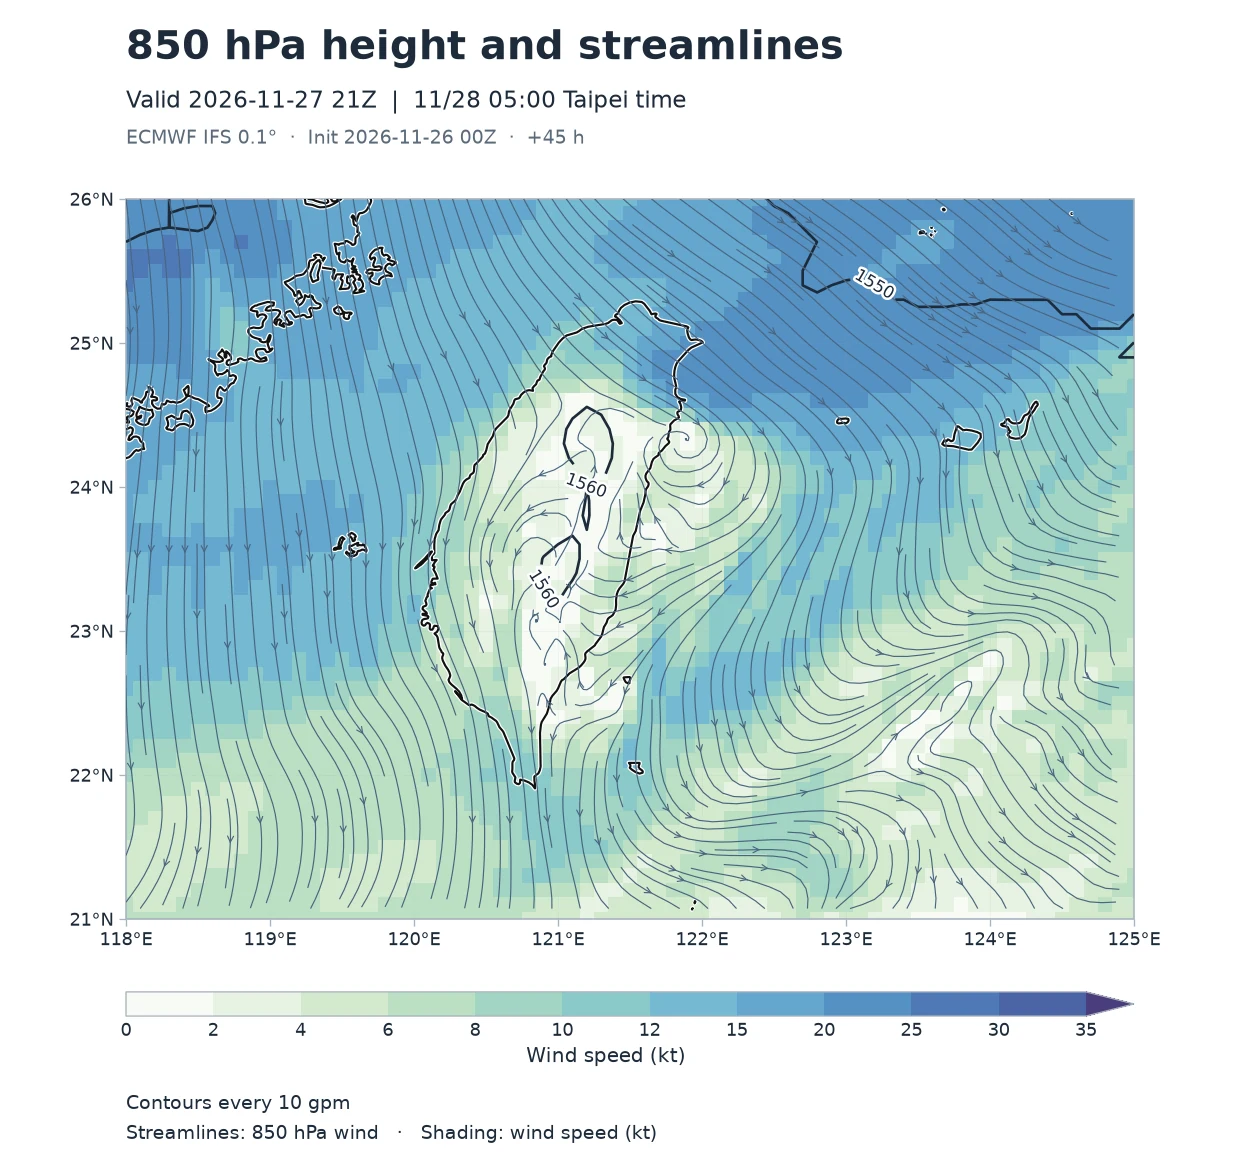 850 hPa height and streamlines
Valid 2026-11-27 21Z | 11/28 05:00 Taipei time
ECMWF IFS 0.1° · Init 2026-11-26 00Z · +45 h
26°N
1550
25°N
1560
24°N
1560
23°N
22°N
21°N
118°E 119°E 120°E 121°E 122°E 123°E 124°E 125°E
0 2 4 6 8 10 12 15 20 25 30 35
Wind speed (kt)
Contours every 10 gpm
Streamlines: 850 hPa wind · Shading: wind speed (kt)